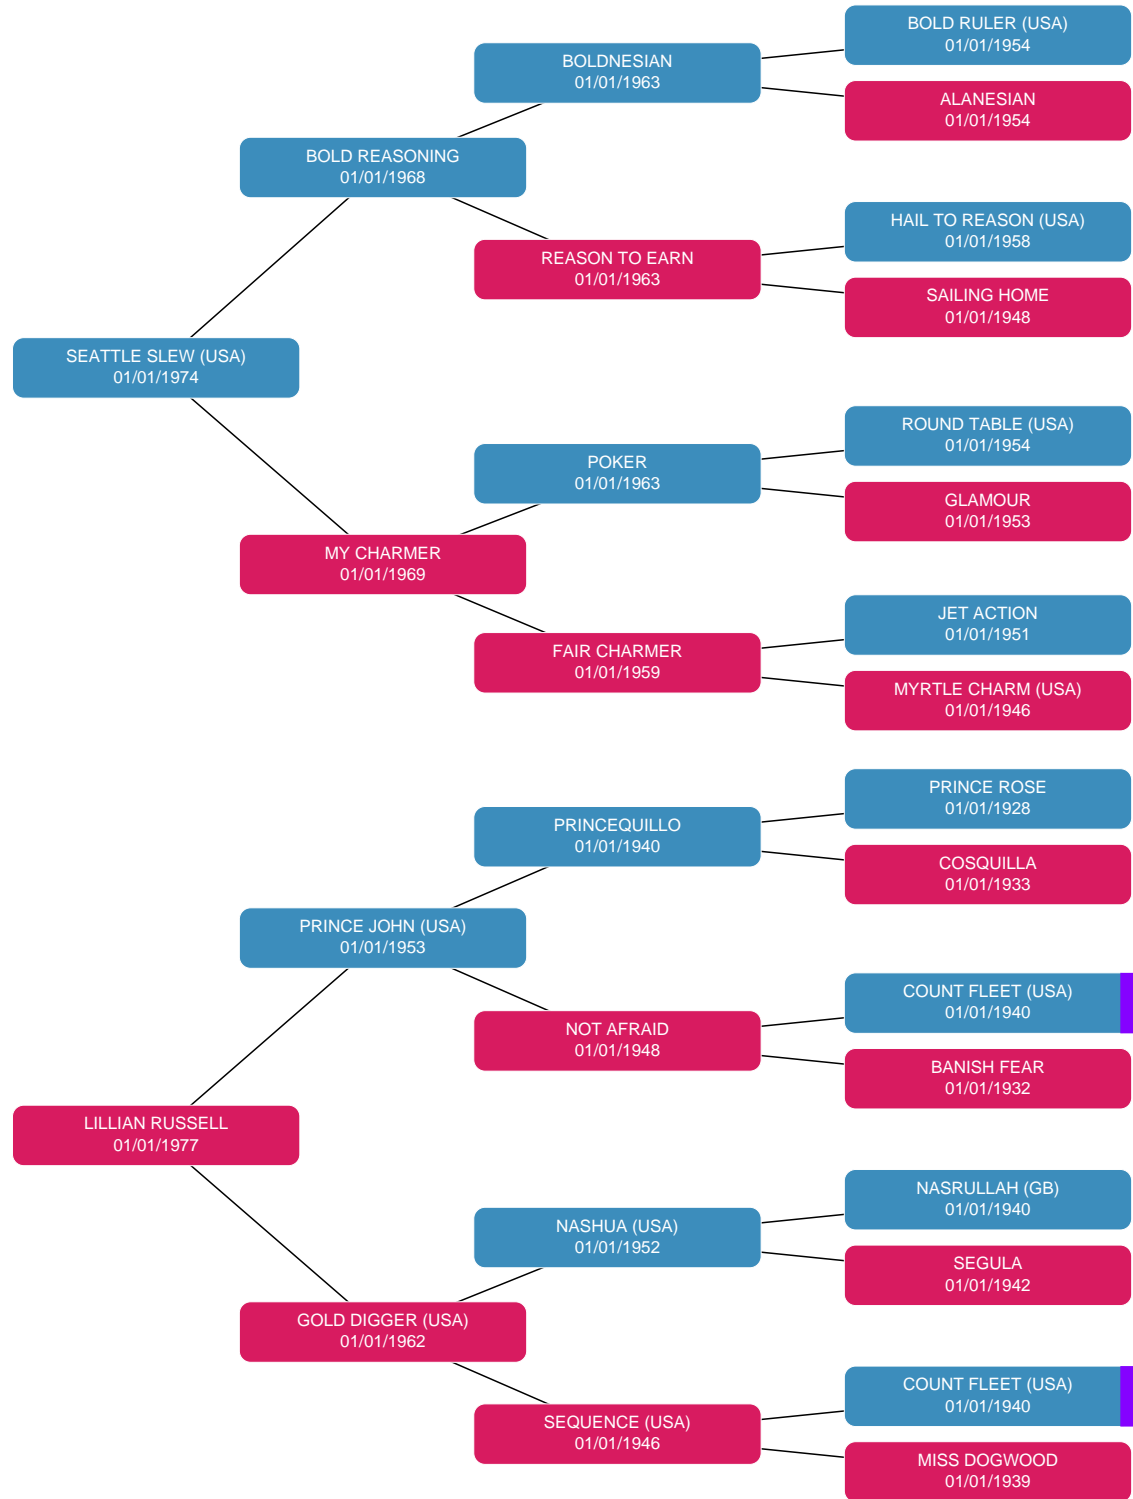 BOLD RULER (USA)
01/01/1954
BOLDNESIAN
01/01/1963
ALANESIAN
01/01/1954
BOLD REASONING
01/01/1968
HAIL TO REASON (USA)
01/01/1958
REASON TO EARN
01/01/1963
SAILING HOME
01/01/1948
SEATTLE SLEW (USA)
01/01/1974
ROUND TABLE (USA)
01/01/1954
POKER
01/01/1963
GLAMOUR
01/01/1953
MY CHARMER
01/01/1969
JET ACTION
01/01/1951
FAIR CHARMER
01/01/1959
MYRTLE CHARM (USA)
01/01/1946
PRINCE ROSE
01/01/1928
PRINCEQUILLO
01/01/1940
COSQUILLA
01/01/1933
PRINCE JOHN (USA)
01/01/1953
COUNT FLEET (USA)
01/01/1940
NOT AFRAID
01/01/1948
BANISH FEAR
01/01/1932
LILLIAN RUSSELL
01/01/1977
NASRULLAH (GB)
01/01/1940
NASHUA (USA)
01/01/1952
SEGULA
01/01/1942
GOLD DIGGER (USA)
01/01/1962
COUNT FLEET (USA)
01/01/1940
SEQUENCE (USA)
01/01/1946
MISS DOGWOOD
01/01/1939